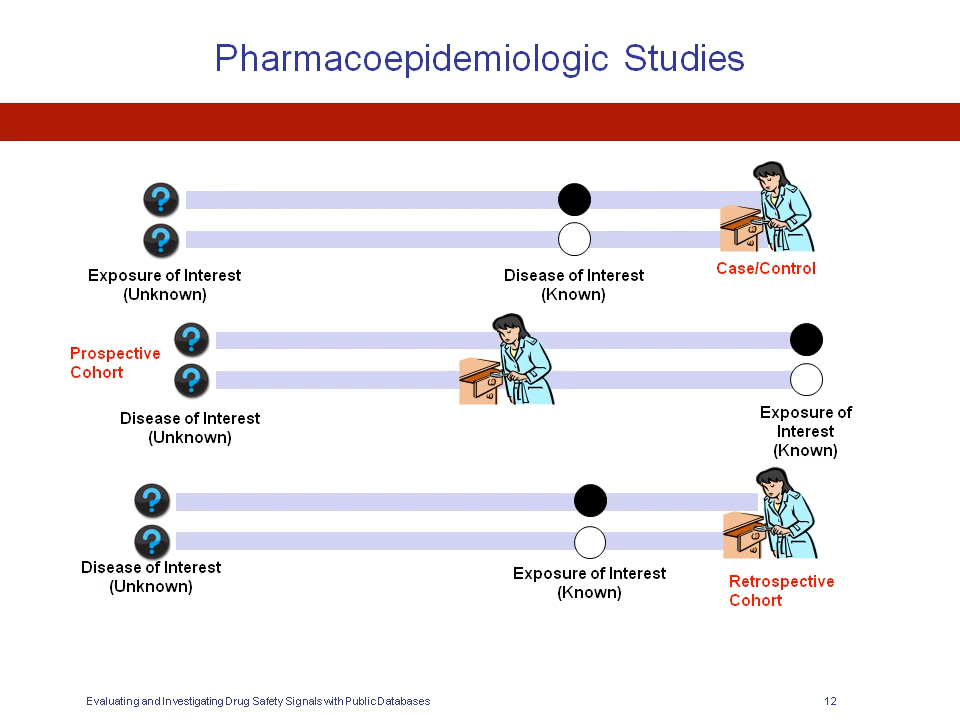 Pharmacoepidemiologic Studies
?
?
Exposure of Interest
(Unknown)
Disease of Interest
(Known)
Case/Control
Prospective
Cohort
?
?
Disease of Interest
(Unknown)
Exposure of
Interest
(Known)
?
?
Disease of Interest
(Unknown)
Exposure of Interest
(Known)
Retrospective
Cohort
Evaluating and Investigating Drug Safety Signals with Public Databases
12